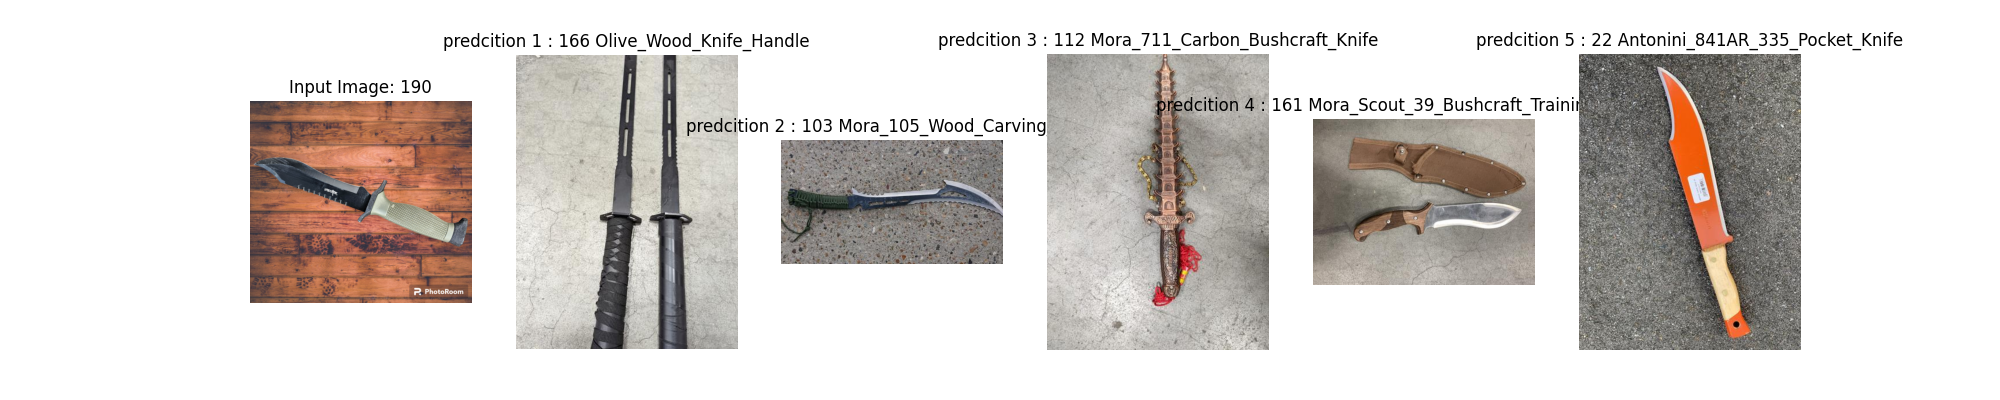 Input Image: 190
PhotoRoom
predcition 1 : 166 Olive_Wood_Knife_Handle
predcition 2 : 103 Mora_105_Wood_Carving
predcition 3 : 112 Mora_711_Carbon_Bushcraft_Knife
predcition 4 : 161 Mora_Scout_39_Bushcraft_Trainin
predcition 5 : 22 Antonini_841AR_335_Pocket_Knife